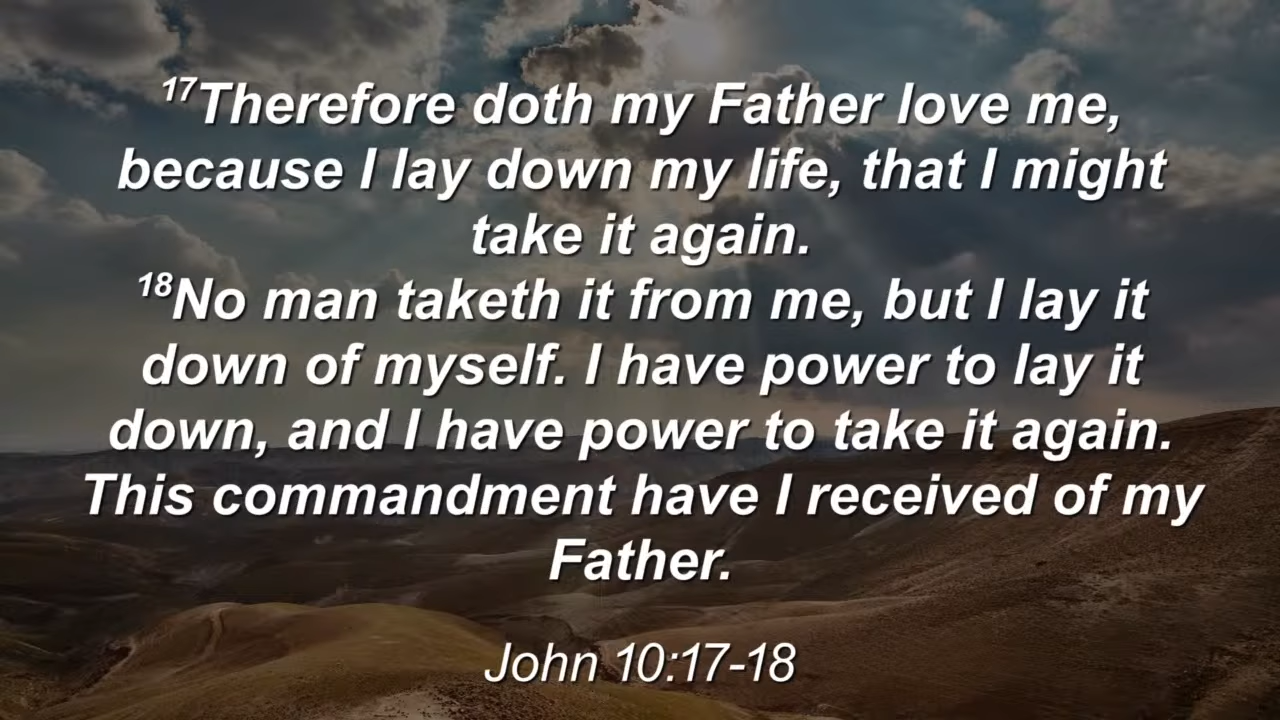 17Therefore doth my Father love me,
because I lay down my life, that I might
take it again.
18No man taketh it from me, but I lay it
down of myself. I have power to lay it
down, and I have power to take it again.
This commandment have I received of my
Father.
John 10:17-18